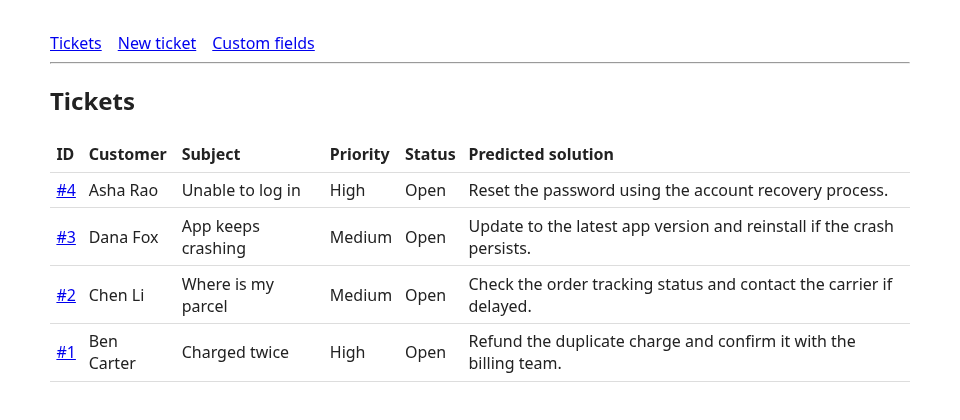 Tickets New ticket Custom fields
Tickets
ID Customer Subject Priority Status Predicted solution
#4 Asha Rao Unable to log in High Open Reset the password using the account recovery process.
#3 Dana Fox App keeps crashing Medium Open Update to the latest app version and reinstall if the crash persists.
#2 Chen Li Where is my parcel Medium Open Check the order tracking status and contact the carrier if delayed.
#1 Ben Carter Charged twice High Open Refund the duplicate charge and confirm it with the billing team.